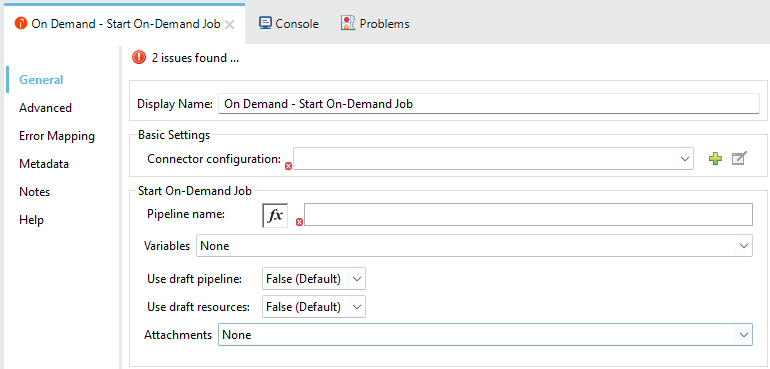 On Demand - Start On-Demand Job
Console
Problems
2 issues found ...
General
Advanced
Error Mapping
Metadata
Notes
Help
Display Name: On Demand - Start On-Demand Job
Basic Settings
Connector configuration:
Start On-Demand Job
Pipeline name: fx
Variables None
Use draft pipeline: False (Default)
Use draft resources: False (Default)
Attachments None